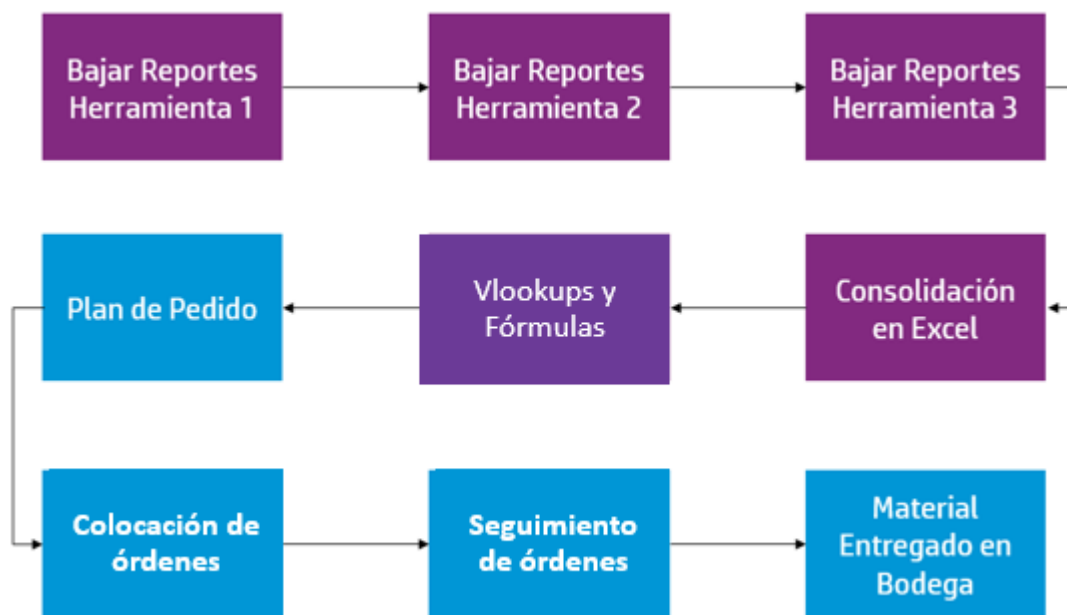 Bajar Reportes
Herramienta 1
Bajar Reportes
Herramienta 2
Bajar Reportes
Herramienta 3
Plan de Pedido
Vlookups y
Fórmulas
Consolidación
en Excel
Colocación de
órdenes
Seguimiento
de órdenes
Material
Entregado en
Bodega